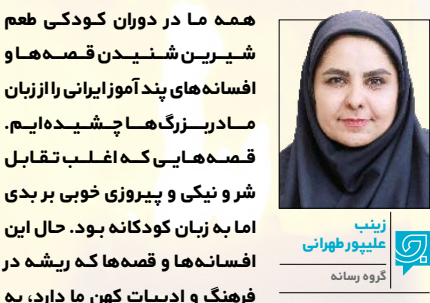 همه ما در دوران کودکی طعم
شیرین شنیدن قصه‌ها و
افسانه‌های پندآموز ایرانی را از زبان
مادربزرگ‌ها چشیده‌ایم.
قصه‌هایی که اغلب تقابل
شر و نیکی و پیروزی خوبی بر بدی
اما به زبان کودکانه بود. حال این
افسانه‌ها و قصه‌ها که ریشه در
فرهنگ و ادبیات کهن ما دارد، به
زینب
علیپور طهرانی
گروه رسانه